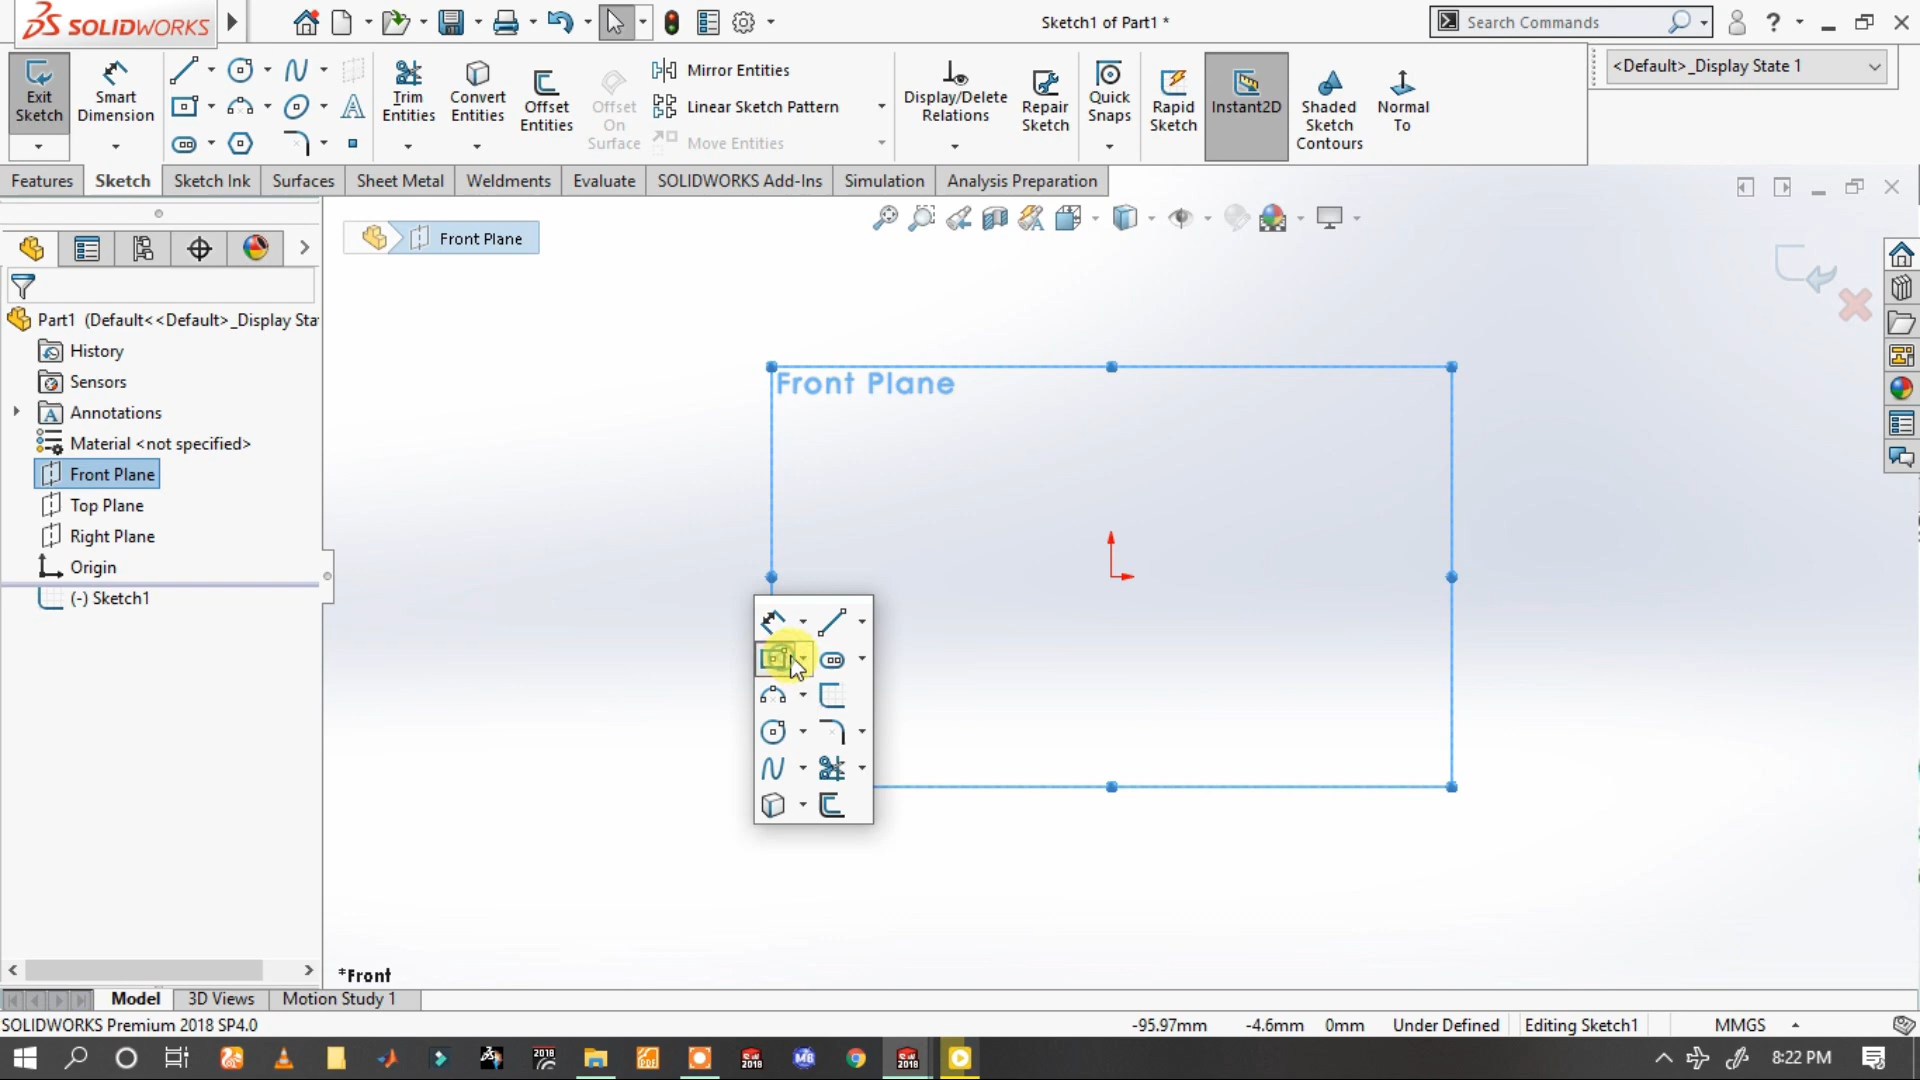 SOLIDWORKS
Sketch1 of Part1 *
Search Commands
Exit Sketch
Smart Dimension
Trim Entities
Convert Entities
Offset Entities
Offset On Surface
Mirror Entities
Linear Sketch Pattern
Move Entities
Display/Delete Relations
Repair Sketch
Quick Snaps
Rapid Sketch
Instant2D
Shaded Sketch Contours
Normal To
<Default>_Display State 1
Features
Sketch
Sketch Ink
Surfaces
Sheet Metal
Weldments
Evaluate
SOLIDWORKS Add-Ins
Simulation
Analysis Preparation
Front Plane
Part1 (Default<<Default>_Display Sta
History
Sensors
Annotations
Material <not specified>
Front Plane
Top Plane
Right Plane
Origin
(-) Sketch1
Front Plane
*Front
Model
3D Views
Motion Study 1
SOLIDWORKS Premium 2018 SP4.0
-95.97mm
-4.6mm
0mm
Under Defined
Editing Sketch1
MMGS
8:22 PM